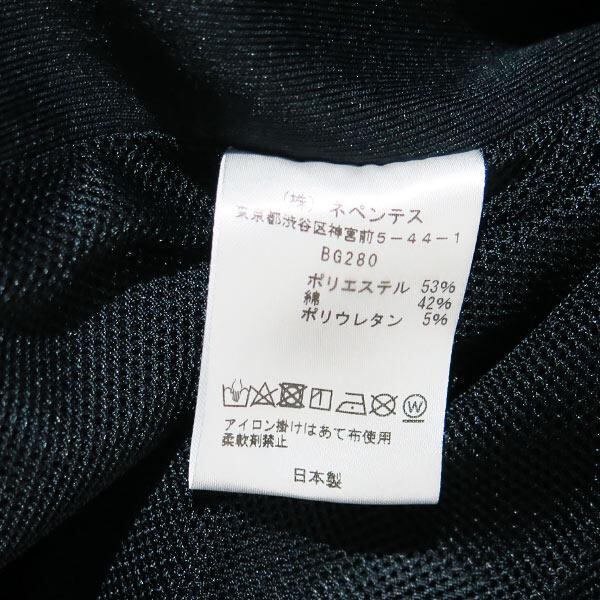 (株) ネペンテス
東京都渋谷区神宮前5-44-1
BG280
ポリエステル 53%
綿 42%
ポリウレタン 5%
W
アイロン掛けはあて布使用
柔軟剤禁止
日本製